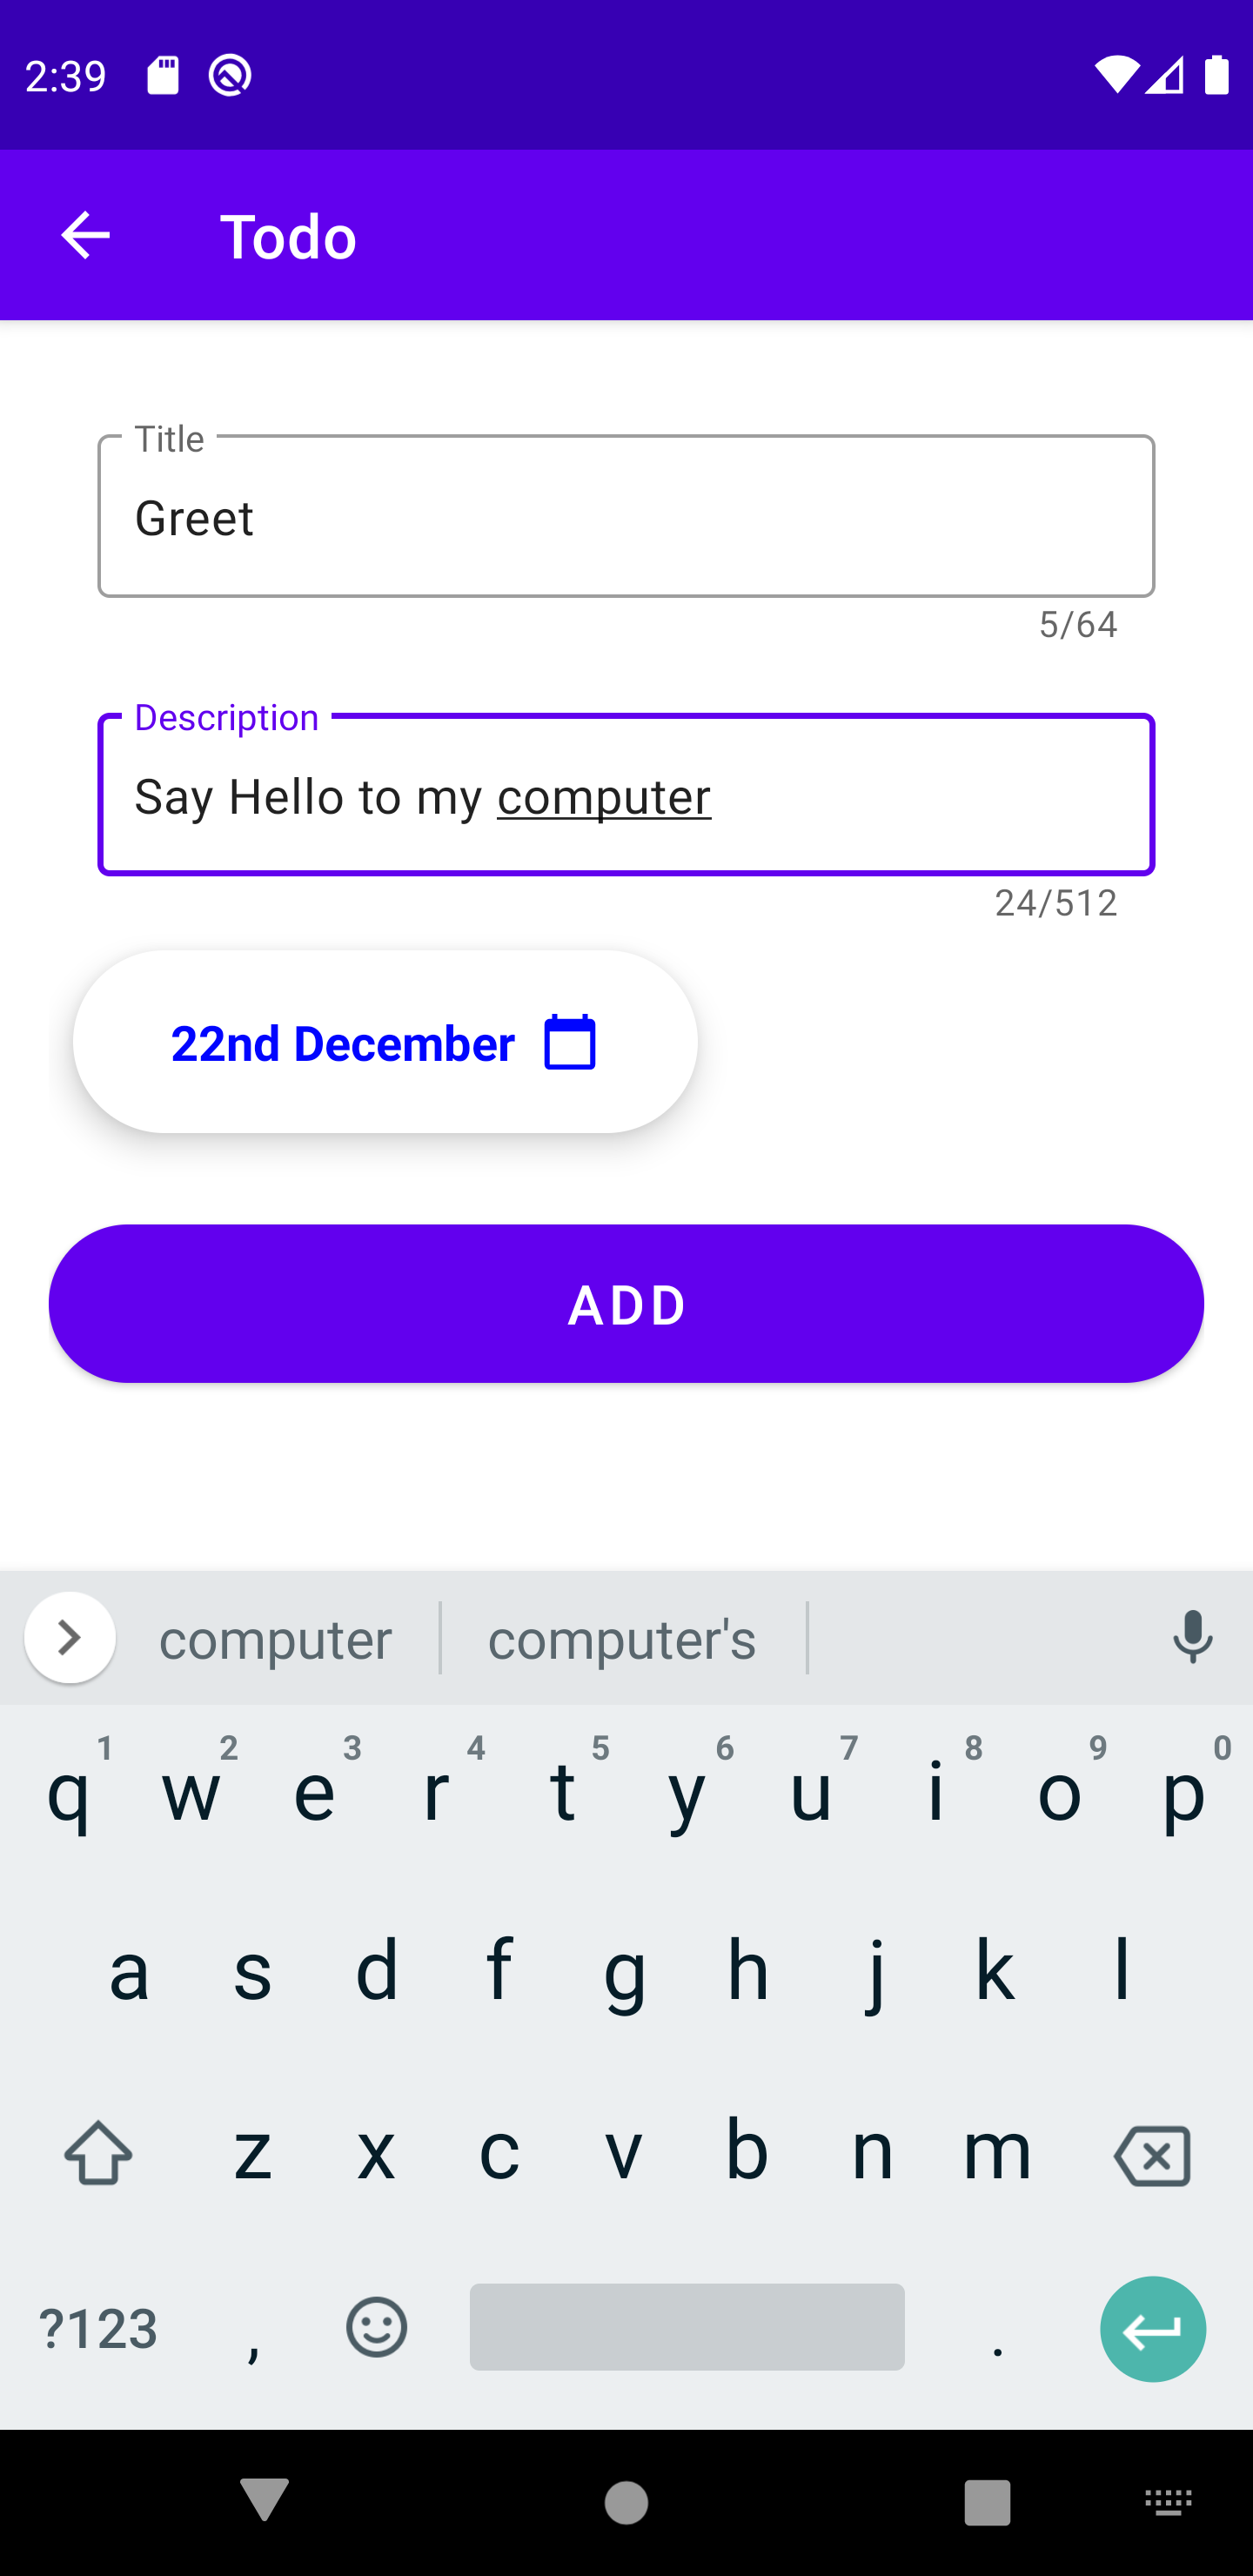 2:39
Todo
Title
Greet
5/64
Description
Say Hello to my computer
24/512
22nd December
ADD
computer computer's
1 2 3 4 5 6 7 8 9 0
q w e r t y u i o p
a s d f g h j k l
z x c v b n m
?123 , .